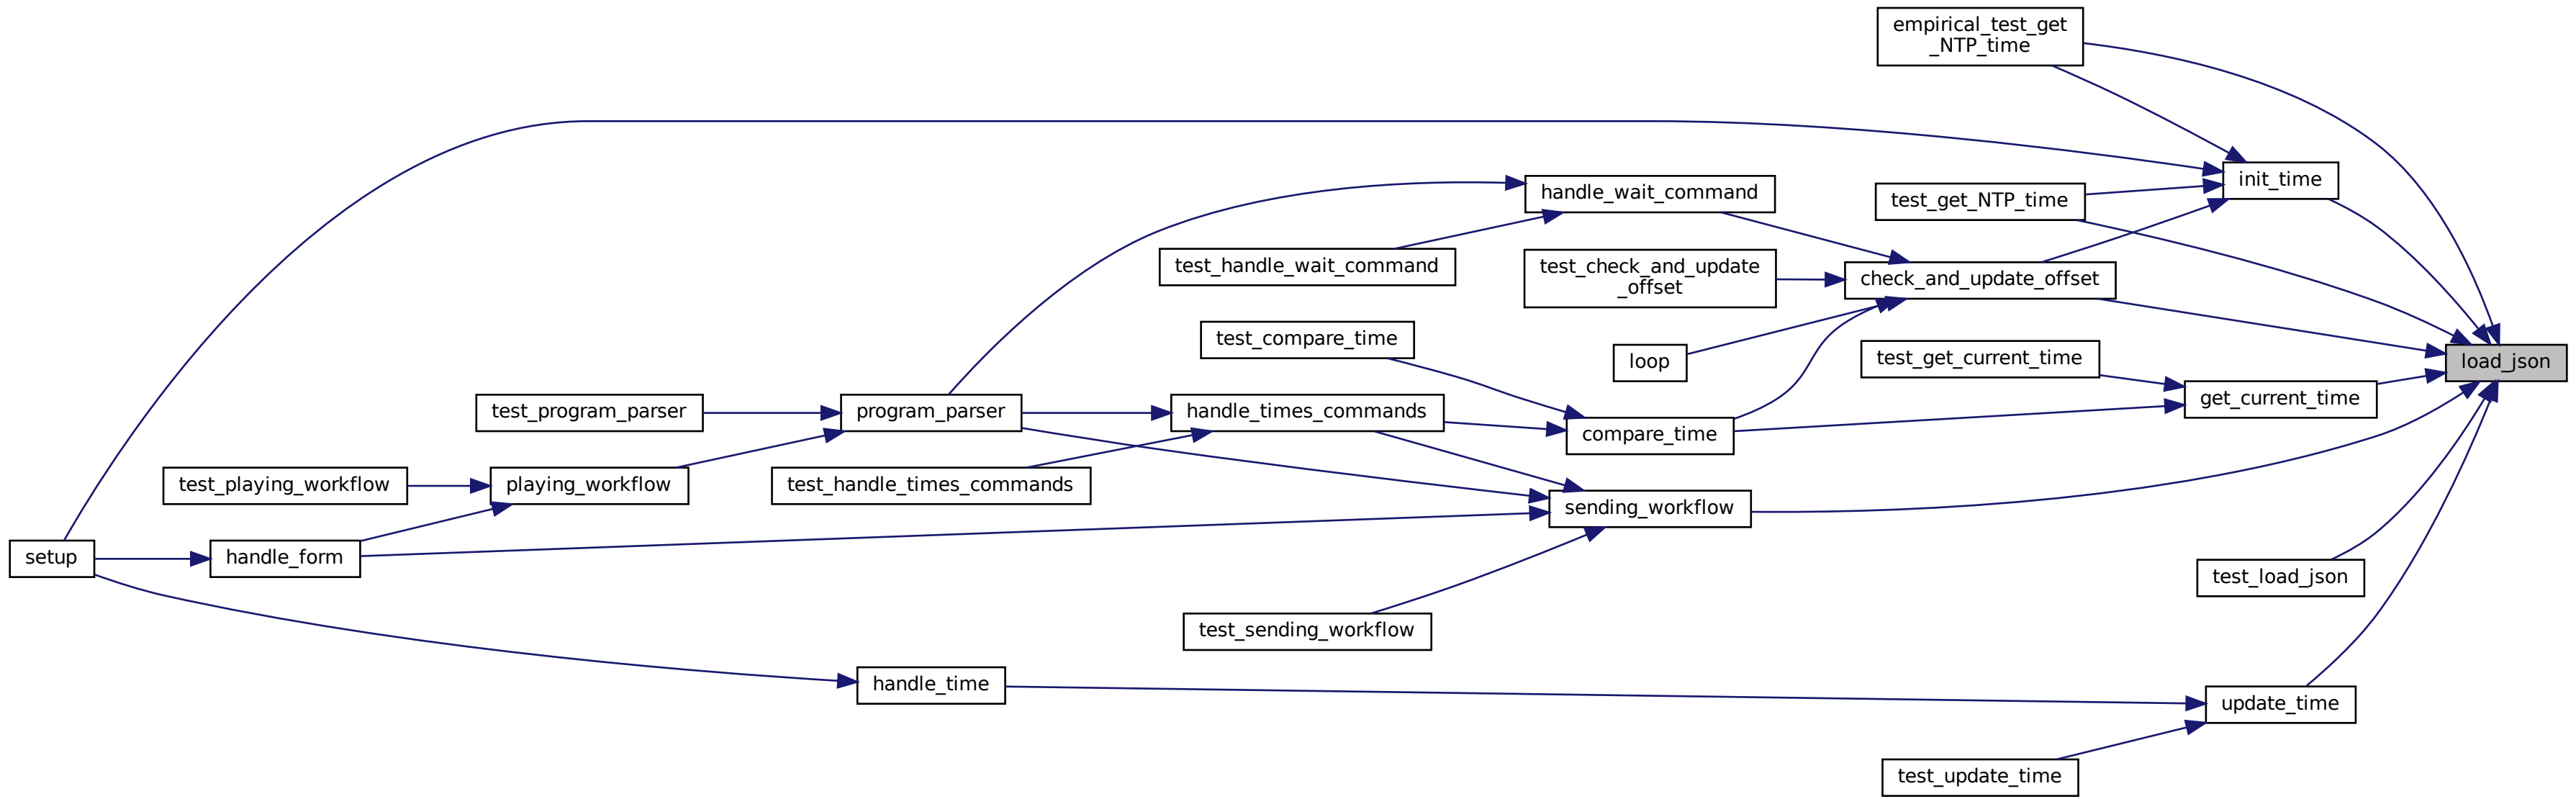 empirical_test_get
_NTP_time
init_time
handle_wait_command
test_get_NTP_time
test_handle_wait_command
test_check_and_update
_offset
check_and_update_offset
test_compare_time
loop
test_get_current_time
load_json
get_current_time
test_program_parser
program_parser
handle_times_commands
compare_time
test_playing_workflow
playing_workflow
test_handle_times_commands
sending_workflow
setup
handle_form
test_load_json
test_sending_workflow
handle_time
update_time
test_update_time